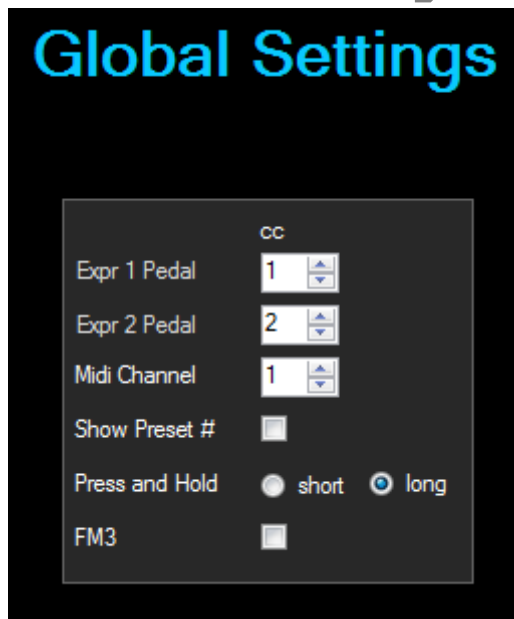 Global Settings
cc
Expr 1 Pedal 1
Expr 2 Pedal 2
Midi Channel 1
Show Preset #
Press and Hold short long
FM3